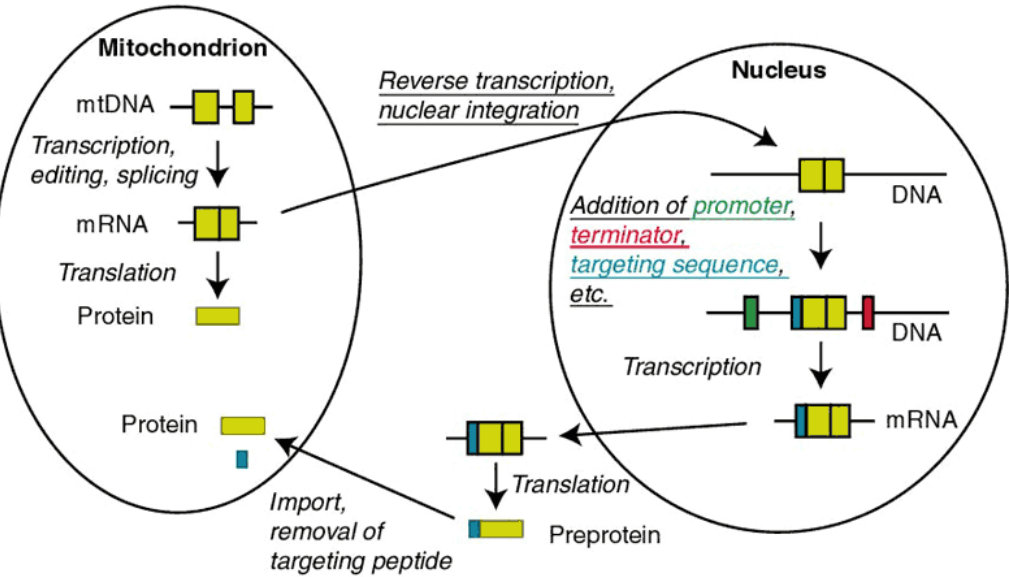 Mitochondrion
mtDNA
Transcription,
editing, splicing
mRNA
Translation
Protein
Reverse transcription,
nuclear integration
Nucleus
DNA
Addition of promoter,
terminator,
targeting sequence,
etc.
DNA
Transcription
mRNA
Translation
Preprotein
Import,
removal of
targeting peptide
Protein